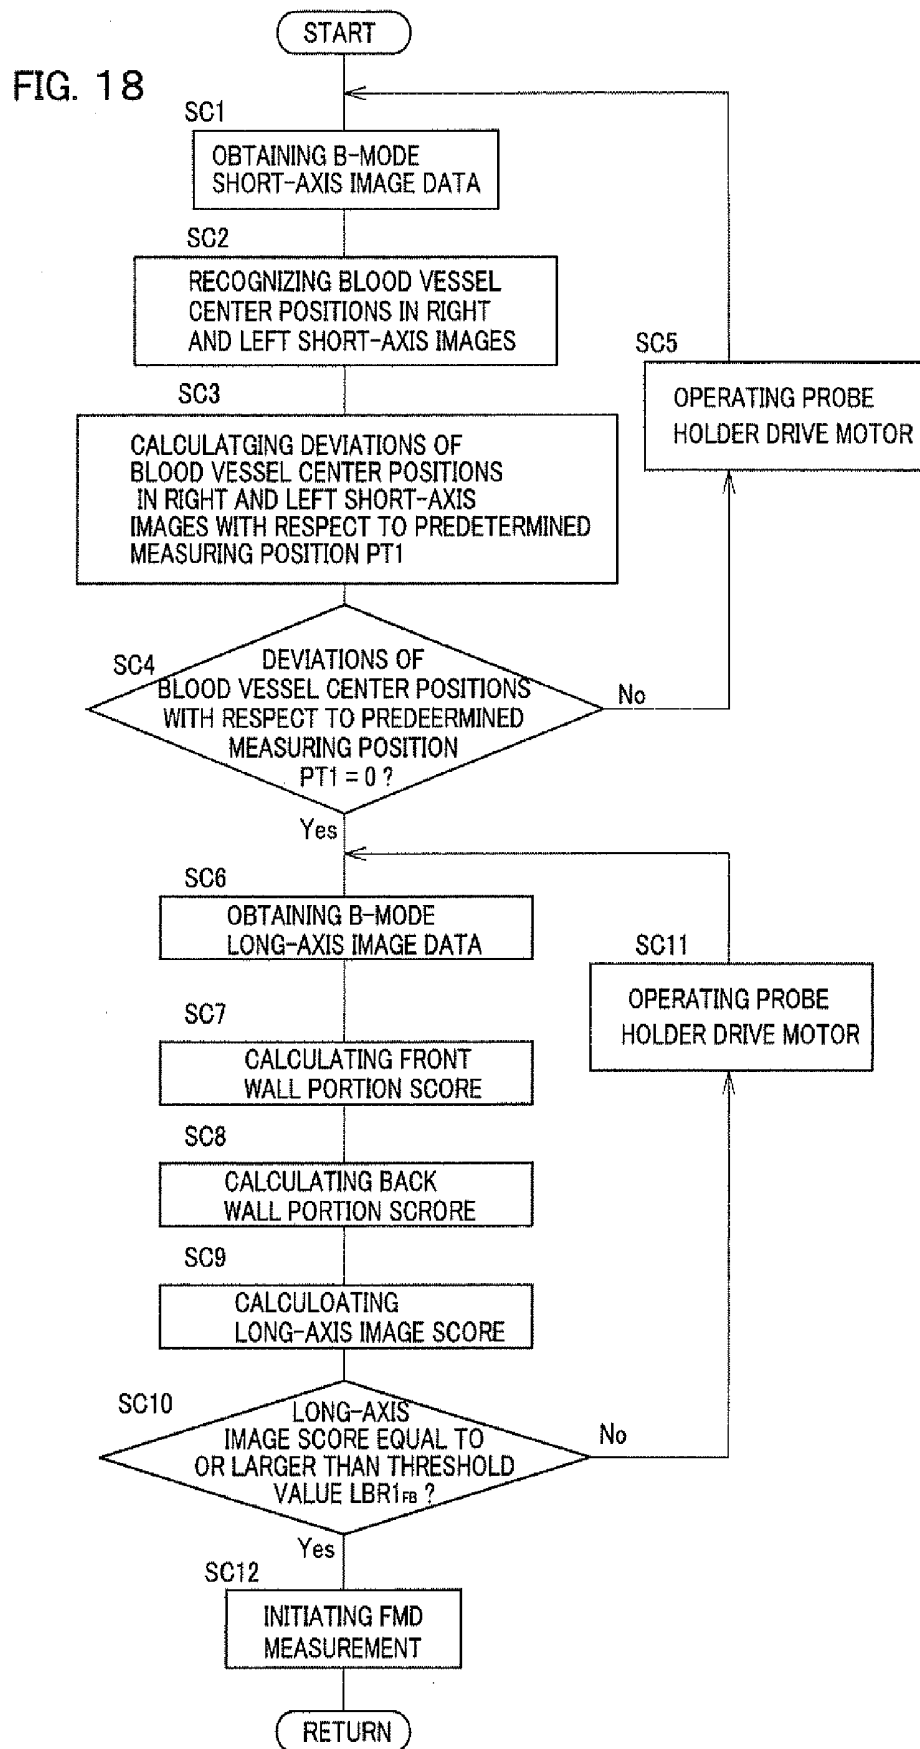 START
FIG. 18
SC1
OBTAINING B-MODE
SHORT-AXIS IMAGE DATA
SC2
RECOGNIZING BLOOD VESSEL
CENTER POSITIONS IN RIGHT
AND LEFT SHORT-AXIS IMAGES
SC5
OPERATING PROBE
HOLDER DRIVE MOTOR
SC3
CALCULATGING DEVIATIONS OF
BLOOD VESSEL CENTER POSITIONS
IN RIGHT AND LEFT SHORT-AXIS
IMAGES WITH RESPECT TO PREDETERMINED
MEASURING POSITION PT1
SC4
DEVIATIONS OF
BLOOD VESSEL CENTER POSITIONS
WITH RESPECT TO PREDEERMINED
MEASURING POSITION
PT1 = 0 ?
No
Yes
SC6
OBTAINING B-MODE
LONG-AXIS IMAGE DATA
SC11
OPERATING PROBE
HOLDER DRIVE MOTOR
SC7
CALCULATING FRONT
WALL PORTION SCORE
SC8
CALCULATING BACK
WALL PORTION SCRORE
SC9
CALCULOATING
LONG-AXIS IMAGE SCORE
SC10
LONG-AXIS
IMAGE SCORE EQUAL TO
OR LARGER THAN THRESHOLD
VALUE LBR1FB ?
No
Yes
SC12
INITIATING FMD
MEASUREMENT
RETURN